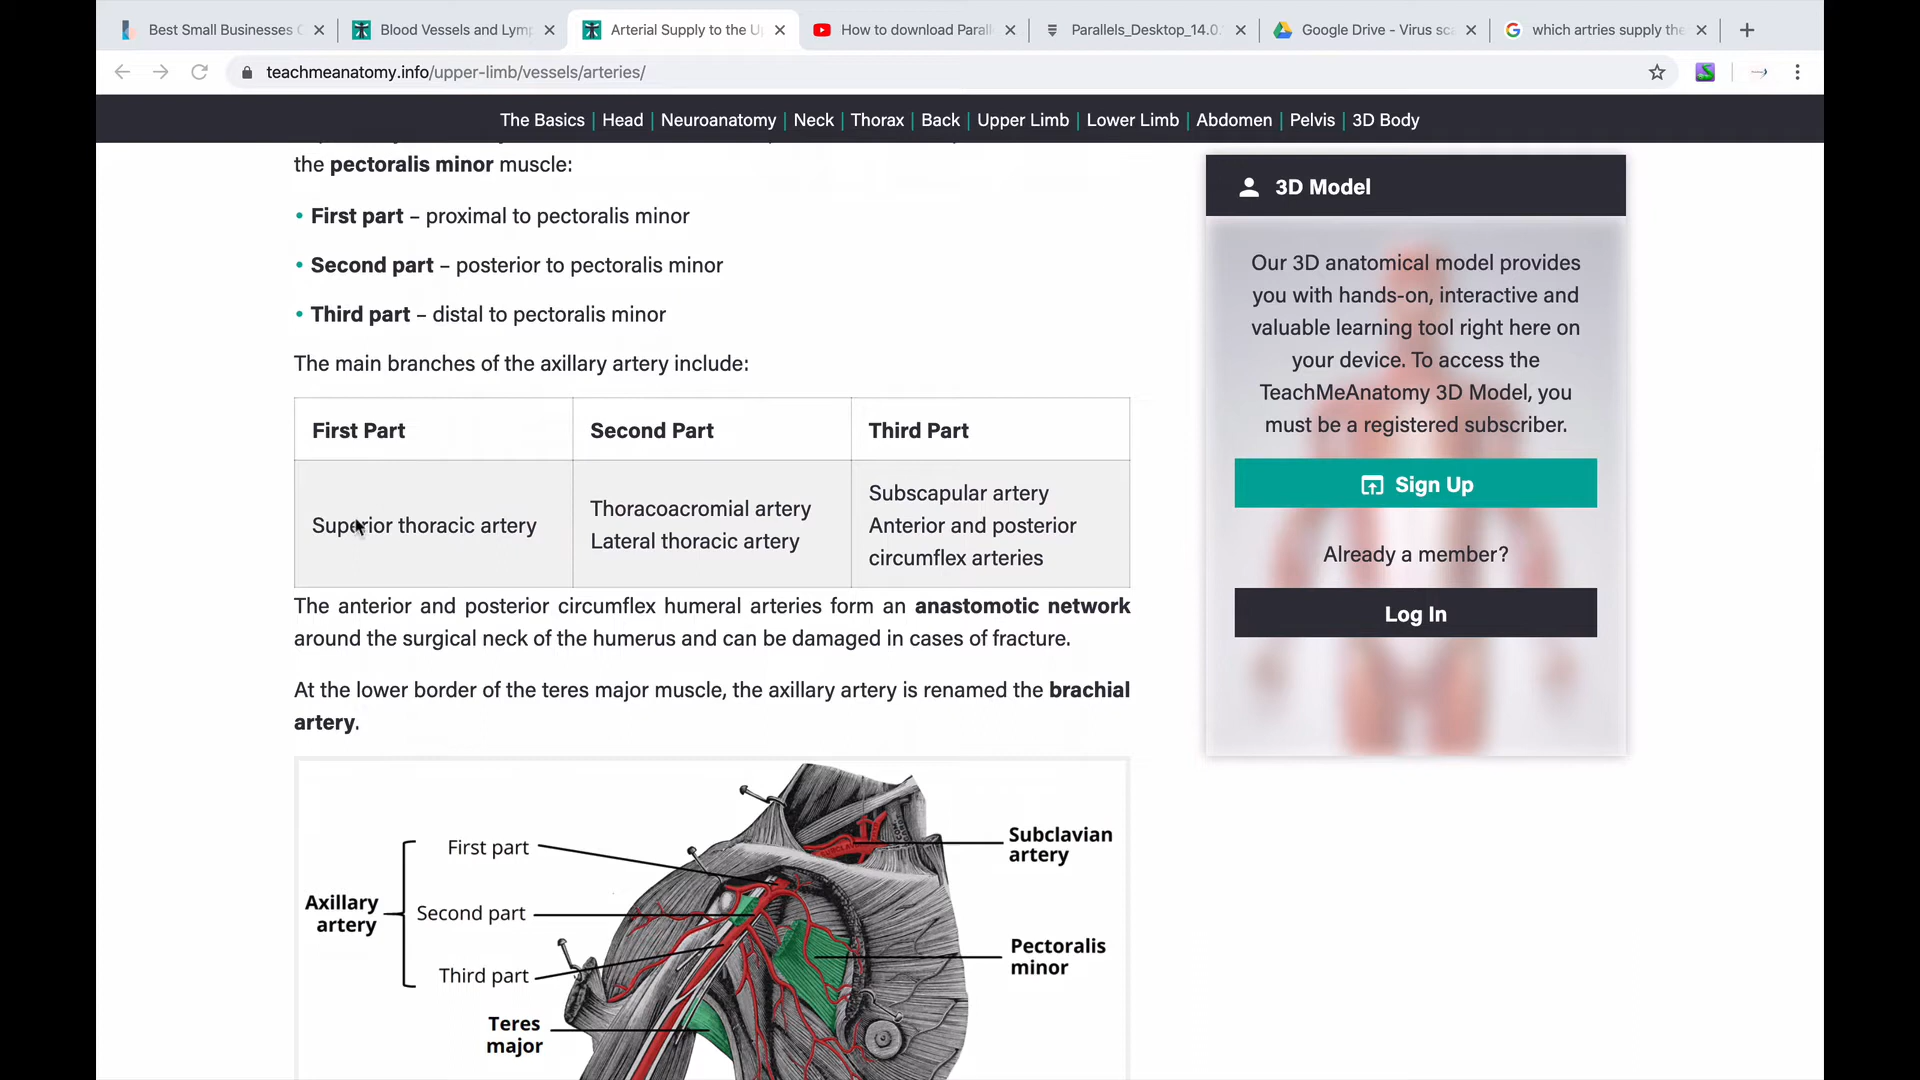 Best Small Businesses
Blood Vessels and Lymp
Arterial Supply to the U
How to download Parall
Parallels_Desktop_14.0.
Google Drive - Virus sc
which artries supply the
teachmeanatomy.info/upper-limb/vessels/arteries/
The Basics | Head | Neuroanatomy | Neck | Thorax | Back | Upper Limb | Lower Limb | Abdomen | Pelvis | 3D Body
the pectoralis minor muscle:
• First part – proximal to pectoralis minor
• Second part – posterior to pectoralis minor
• Third part – distal to pectoralis minor
The main branches of the axillary artery include:
First Part
Second Part
Third Part
Superior thoracic artery
Thoracoacromial artery
Lateral thoracic artery
Subscapular artery
Anterior and posterior
circumflex arteries
The anterior and posterior circumflex humeral arteries form an anastomotic network
around the surgical neck of the humerus and can be damaged in cases of fracture.
At the lower border of the teres major muscle, the axillary artery is renamed the brachial
artery.
First part
Axillary
artery
Second part
Third part
Teres
major
Subclavian
artery
Pectoralis
minor
3D Model
Our 3D anatomical model provides
you with hands-on, interactive and
valuable learning tool right here on
your device. To access the
TeachMeAnatomy 3D Model, you
must be a registered subscriber.
Sign Up
Already a member?
Log In